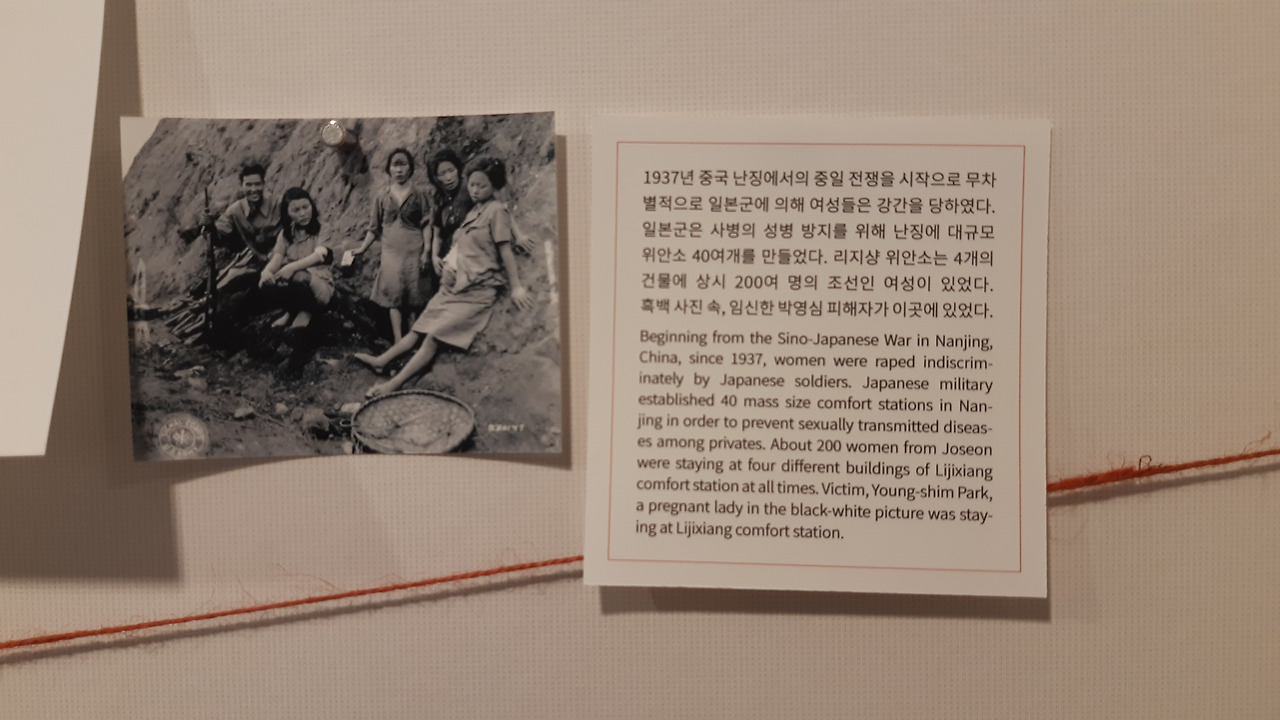 1937년 중국 난징에서의 중일 전쟁을 시작으로 무차
별적으로 일본군에 의해 여성들은 강간을 당하였다.
일본군은 사병의 성병 방지를 위해 난징에 대규모
위안소 40여개를 만들었다. 리지샹 위안소는 4개의
건물에 상시 200여 명의 조선인 여성이 있었다.
흑백 사진 속, 임신한 박영심 피해자가 이곳에 있었다.
Beginning from the Sino-Japanese War in Nanjing,
China, since 1937, women were raped indiscrim-
inately by Japanese soldiers. Japanese military
established 40 mass size comfort stations in Nan-
jing in order to prevent sexually transmitted diseas-
es among privates. About 200 women from Joseon
were staying at four different buildings of Lijixiang
comfort station at all times. Victim, Young-shim Park,
a pregnant lady in the black-white picture was stay-
ing at Lijixiang comfort station.